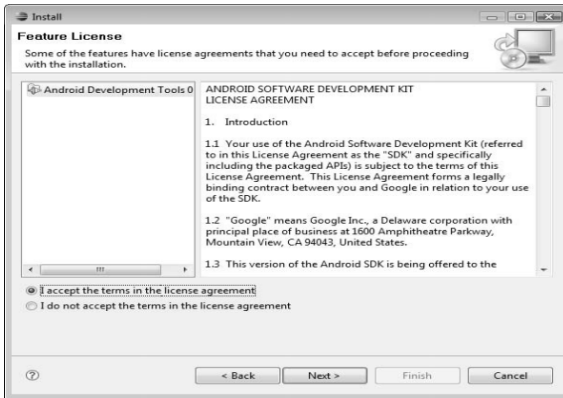 Install
Feature License
Some of the features have license agreements that you need to accept before proceeding
with the installation.
Android Development Tools 0
ANDROID SOFTWARE DEVELOPMENT KIT
LICENSE AGREEMENT
1. Introduction
1.1 Your use of the Android Software Development Kit (referred
to in this License Agreement as the "SDK" and specifically
including the packaged APIs) is subject to the terms of this
License Agreement. This License Agreement forms a legally
binding contract between you and Google in relation to your use
of the SDK.
1.2 "Google" means Google Inc., a Delaware corporation with
principal place of business at 1600 Amphitheatre Parkway,
Mountain View, CA 94043, United States.
1.3 This version of the Android SDK is being offered to the
I accept the terms in the license agreement
I do not accept the terms in the license agreement
< Back
Next >
Finish
Cancel